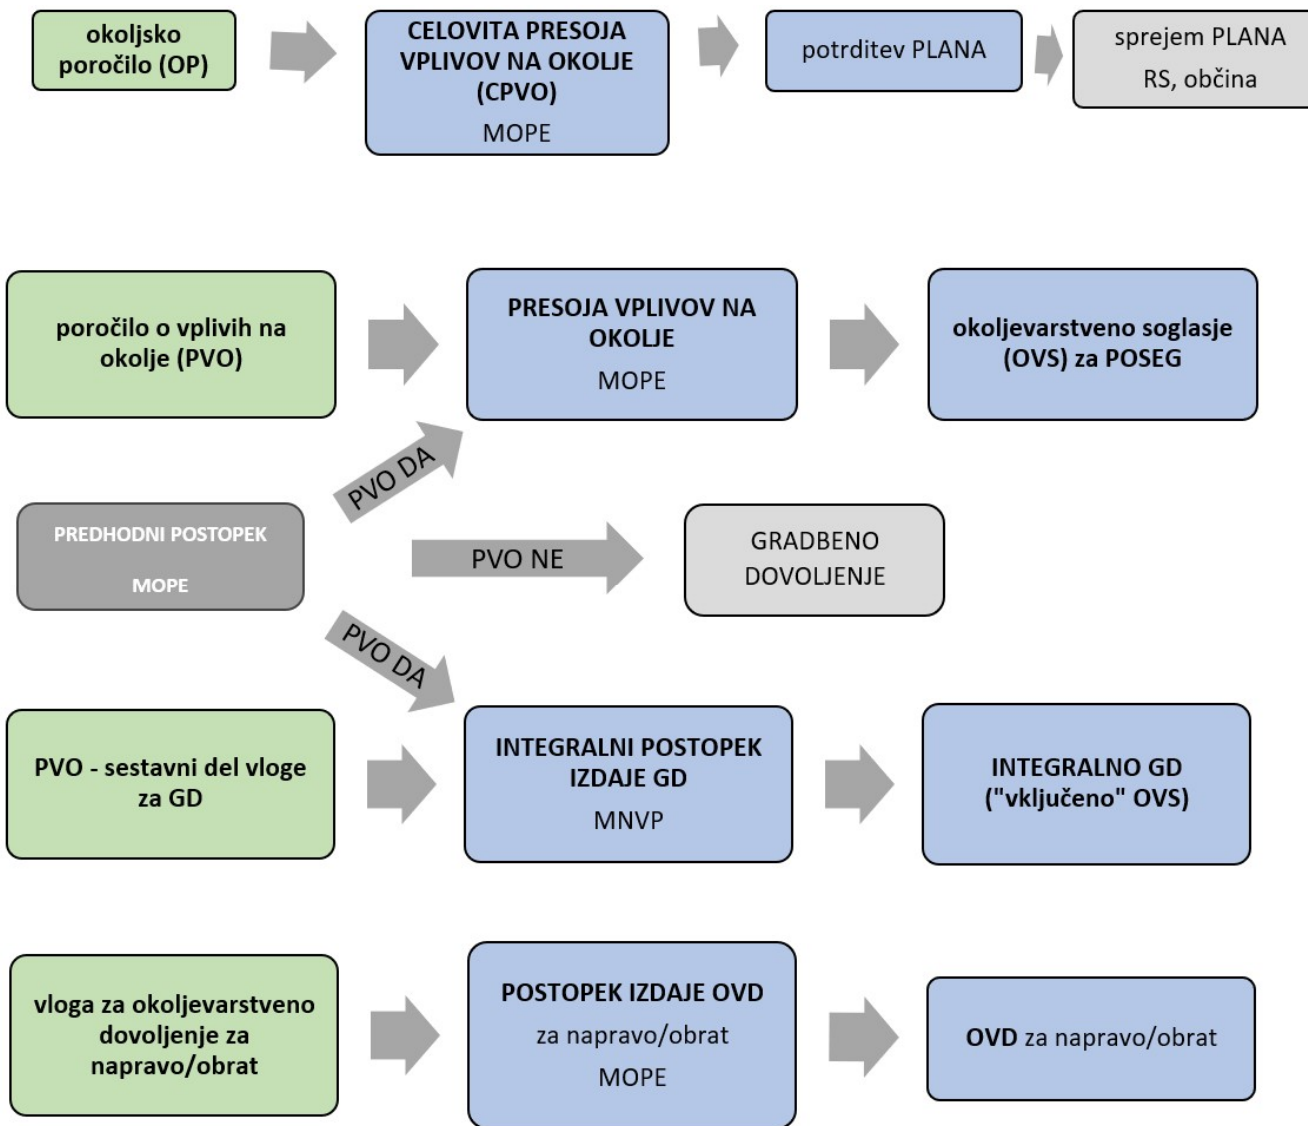 okoljsko
poročilo (OP)
CELOVITA PRESOJA
VPLIVOV NA OKOLJE
(CPVO)
MOPE
potrditev PLANA
sprejem PLANA
RS, občina
poročilo o vplivih na
okolje (PVO)
PRESOJA VPLIVOV NA
OKOLJE
MOPE
okoljevarstveno soglasje
(OVS) za POSEG
PVO DA
PREDHODNI POSTOPEK
MOPE
PVO NE
GRADBENO
DOVOLJENJE
PVO DA
PVO - sestavni del vloge
za GD
INTEGRALNI POSTOPEK
IZDAJE GD
MNVP
INTEGRALNO GD
("vključeno" OVS)
vloga za okoljevarstveno
dovoljenje za
napravo/obrat
POSTOPEK IZDAJE OVD
za napravo/obrat
MOPE
OVD za napravo/obrat